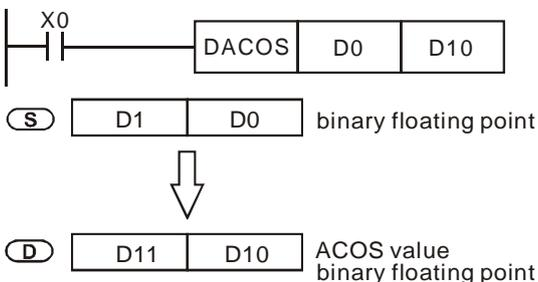 X0
DACOS D0 D10
S D1 D0 binary floating point
D D11 D10 ACOS value
binary floating point